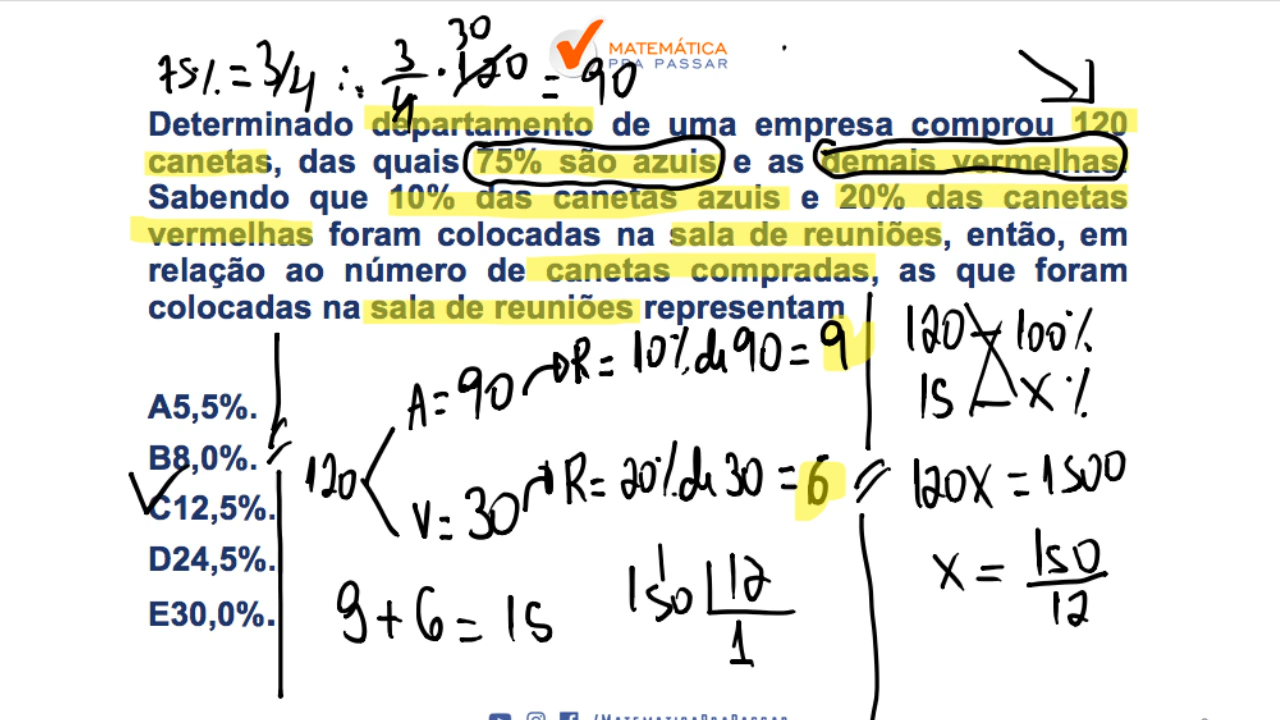 75% = 3/4 ∴ 3/4 · 120 = 90
30
MATEMÁTICA
PRA PASSAR
Determinado departamento de uma empresa comprou 120
canetas, das quais 75% são azuis e as demais vermelhas.
Sabendo que 10% das canetas azuis e 20% das canetas
vermelhas foram colocadas na sala de reuniões, então, em
relação ao número de canetas compradas, as que foram
colocadas na sala de reuniões representam
A5,5%.
B8,0%.
C12,5%.
D24,5%.
E30,0%.
120
A = 90
R = 10% de 90 = 9
V = 30
R = 20% de 30 = 6
9 + 6 = 15
150 12
1
1
120 100%
15 X %
120X = 1500
X = 150/12
/MATEMATICAPRAPASSAR